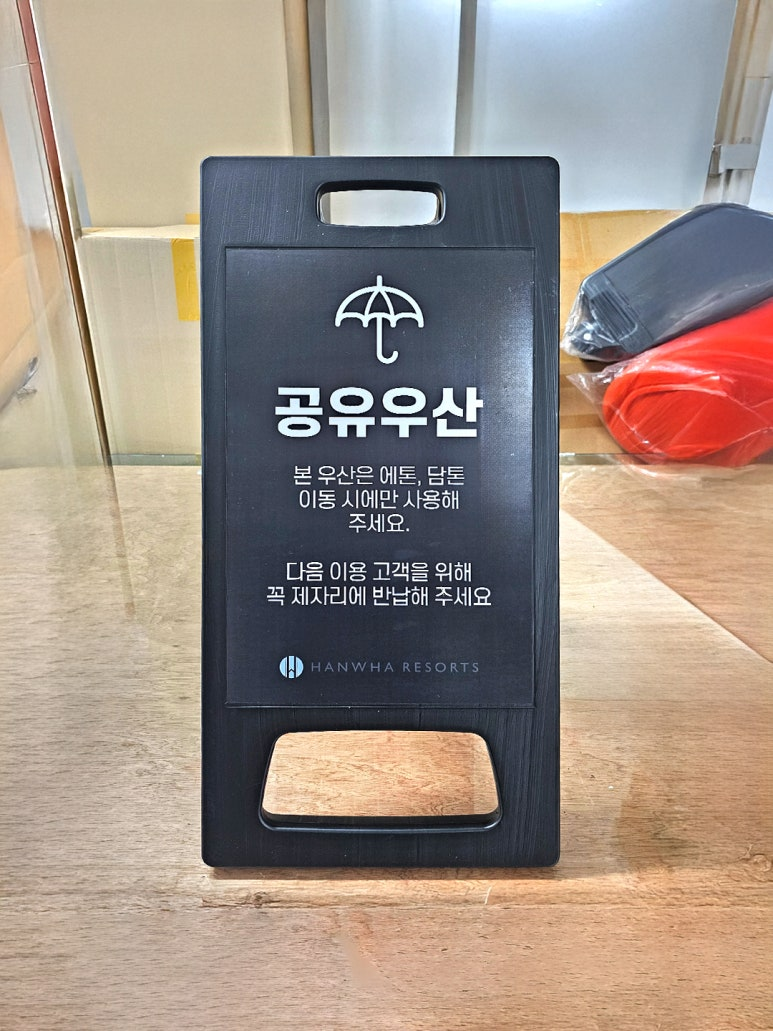 공유우산
본 우산은 에톤, 담톤
이동 시에만 사용해
주세요.
다음 이용 고객을 위해
꼭 제자리에 반납해 주세요
HANWHA RESORTS